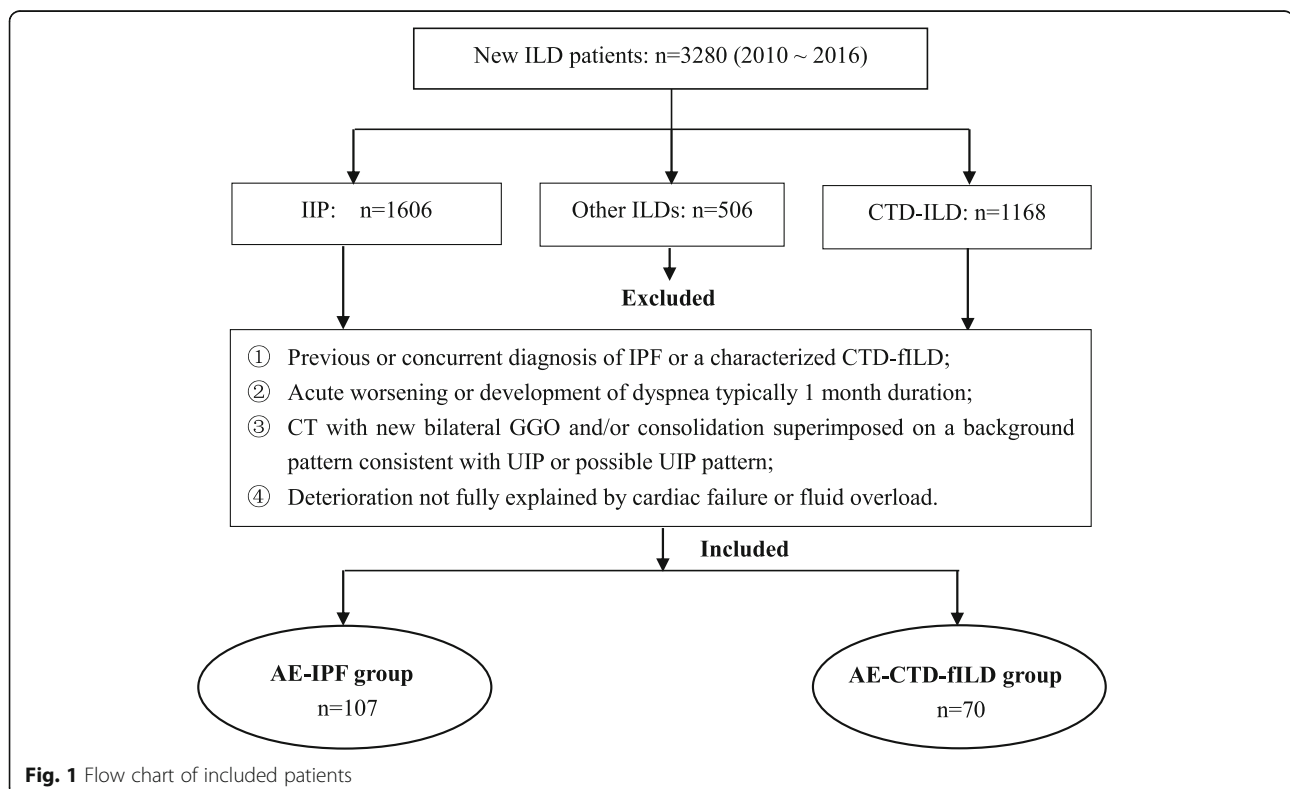 New ILD patients: n=3280 (2010 ~ 2016)
IIP: n=1606
Other ILDs: n=506
CTD-ILD: n=1168
Excluded
① Previous or concurrent diagnosis of IPF or a characterized CTD-fILD;
② Acute worsening or development of dyspnea typically 1 month duration;
③ CT with new bilateral GGO and/or consolidation superimposed on a background
pattern consistent with UIP or possible UIP pattern;
④ Deterioration not fully explained by cardiac failure or fluid overload.
Included
AE-IPF group
n=107
AE-CTD-fILD group
n=70
Fig. 1 Flow chart of included patients